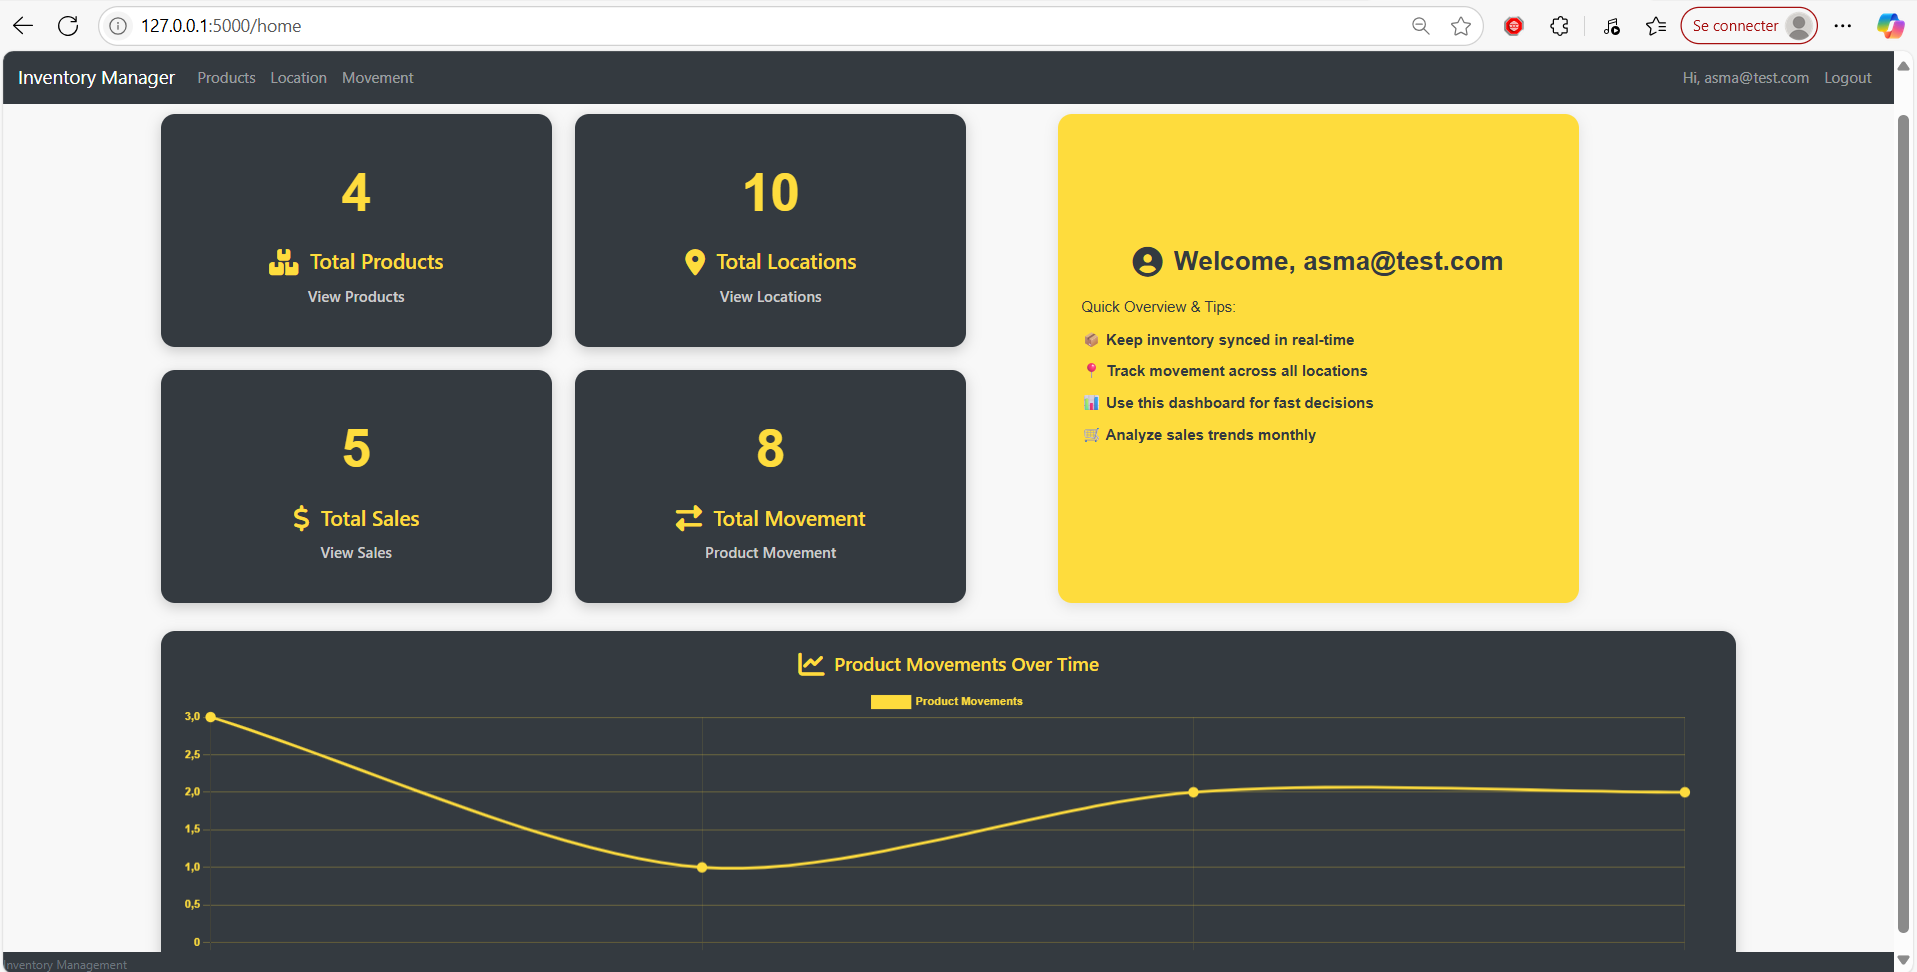 127.0.0.1:5000/home
Se connecter
Inventory Manager Products Location Movement Hi, asma@test.com Logout
4
Total Products
View Products
10
Total Locations
View Locations
5
Total Sales
View Sales
8
Total Movement
Product Movement
Welcome, asma@test.com
Quick Overview & Tips:
Keep inventory synced in real-time
Track movement across all locations
Use this dashboard for fast decisions
Analyze sales trends monthly
Product Movements Over Time
Product Movements
3,0
2,5
2,0
1,5
1,0
0,5
0
Inventory Management